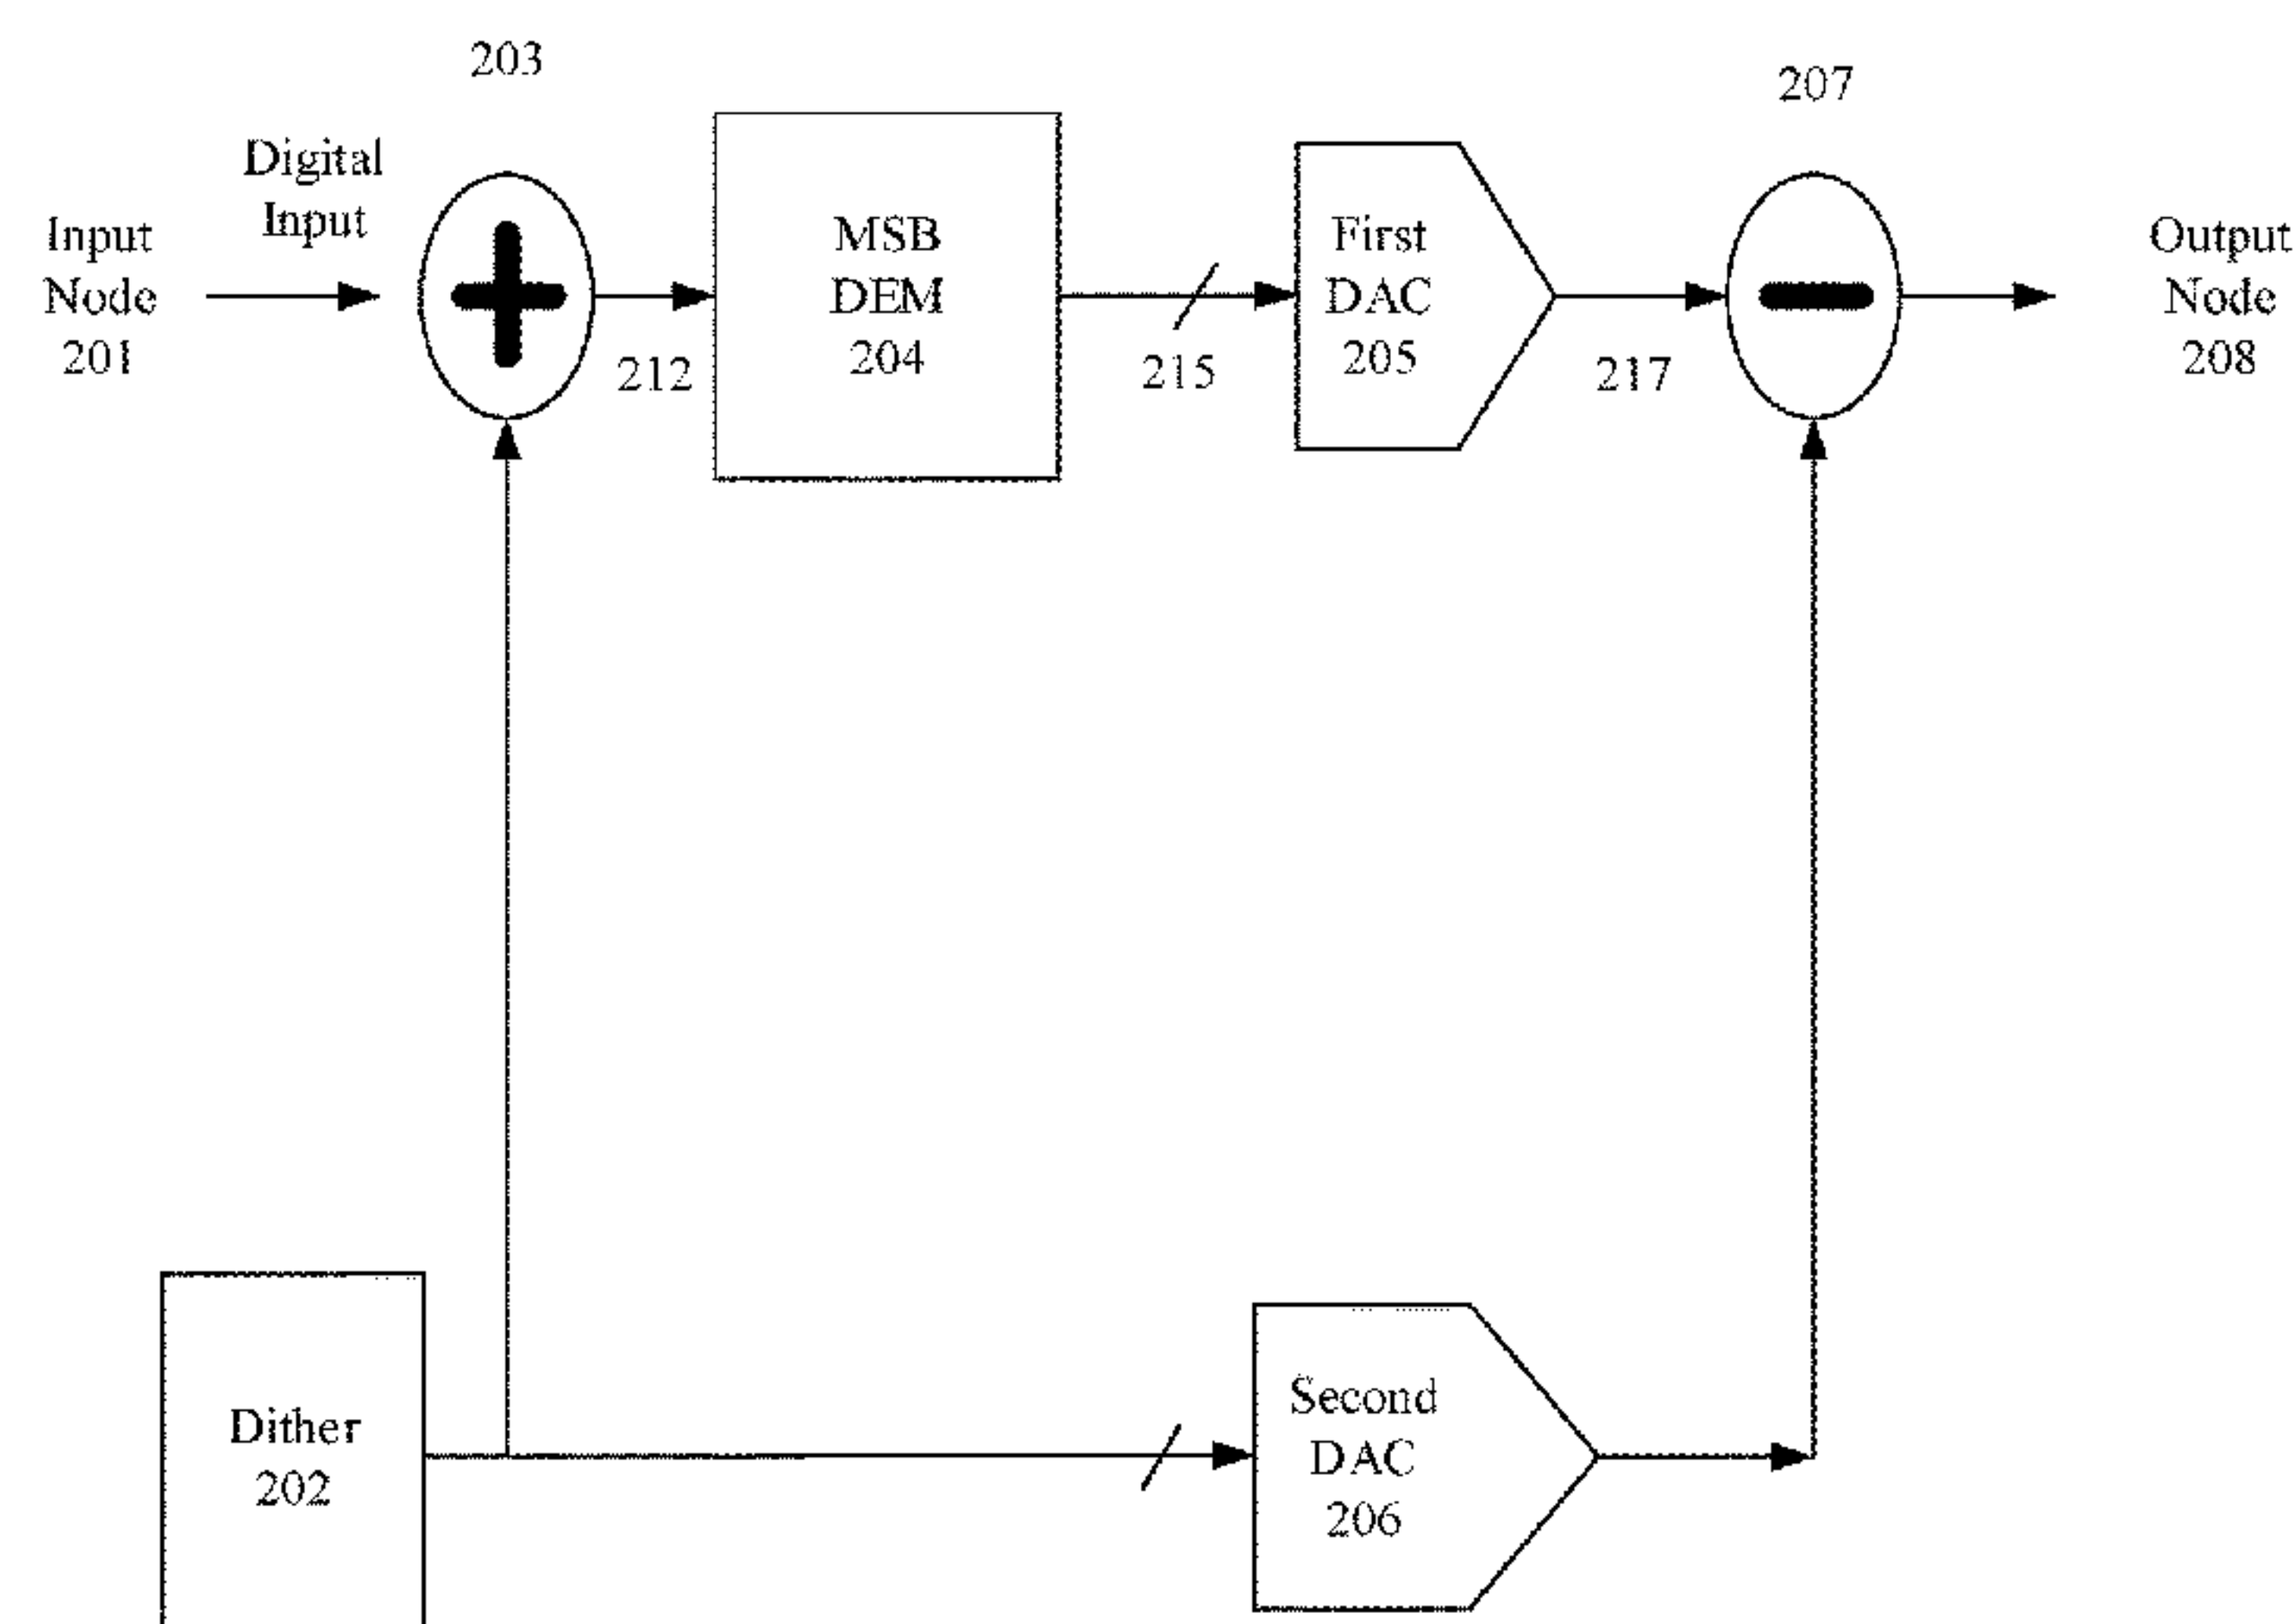 203
207
Digital
Input
Input
Node
201
MSB
DEM
204
First
DAC
205
Output
Node
208
212
215
217
Dither
202
Second
DAC
206